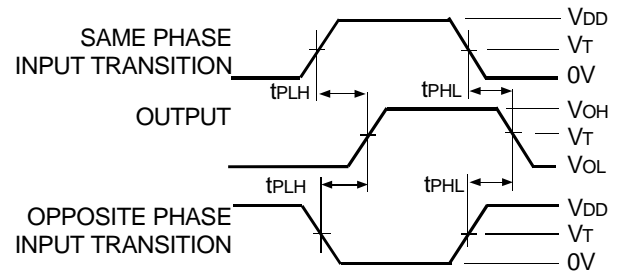 VDD
SAME PHASE
INPUT TRANSITION
VT
0V
tPLH
tPHL
OUTPUT
VOH
VT
VOL
tPLH
tPHL
OPPOSITE PHASE
INPUT TRANSITION
VDD
VT
0V